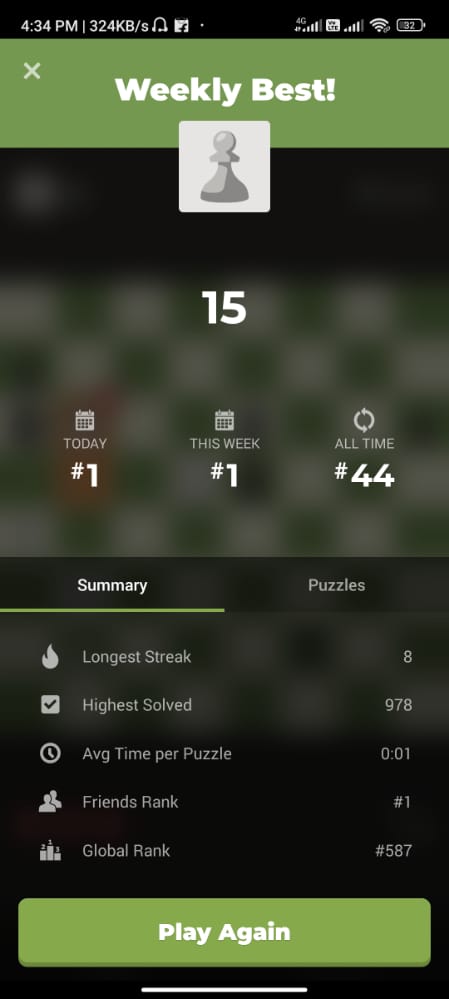 4:34 PM | 324KB/s
4G
Vo
LTE
32
Weekly Best!
15
TODAY
#1
THIS WEEK
#1
ALL TIME
#44
Summary
Puzzles
Longest Streak 8
Highest Solved 978
Avg Time per Puzzle 0:01
Friends Rank #1
Global Rank #587
Play Again